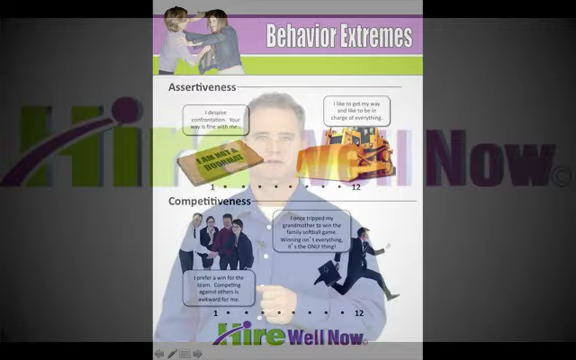 Behavior Extremes
Assertiveness
I despise
confrontation. Your
way is fine with me...
I like to get my way
and like to be in
charge of everything.
I AM NOT A
DOORMAT
1
12
Competitiveness
I once tripped my
grandmother to win the
family softball game.
Winning isn't everything,
it's the ONLY thing!
I prefer a win for the
team. Competing
against others is
awkward for me.
1
12
Hire Well Now©
Hire Well Now©